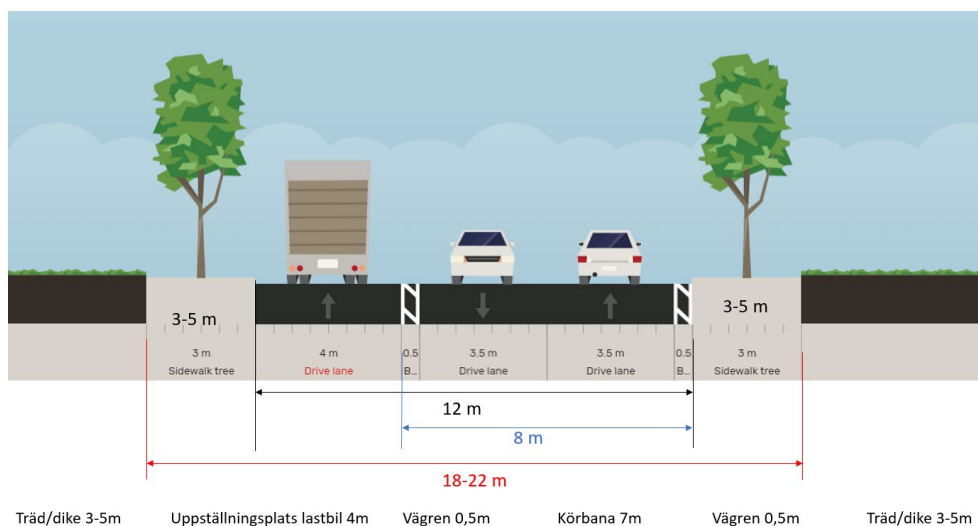 3-5 m
3-5 m
3 m
4 m
0.5
3.5 m
3.5 m
0.5
3 m
Sidewalk tree
Drive lane
B...
Drive lane
Drive lane
B...
Sidewalk tree
12 m
8 m
18-22 m
Träd/dike 3-5m
Uppställningsplats lastbil 4m
Vägren 0,5m
Körbana 7m
Vägren 0,5m
Träd/dike 3-5m